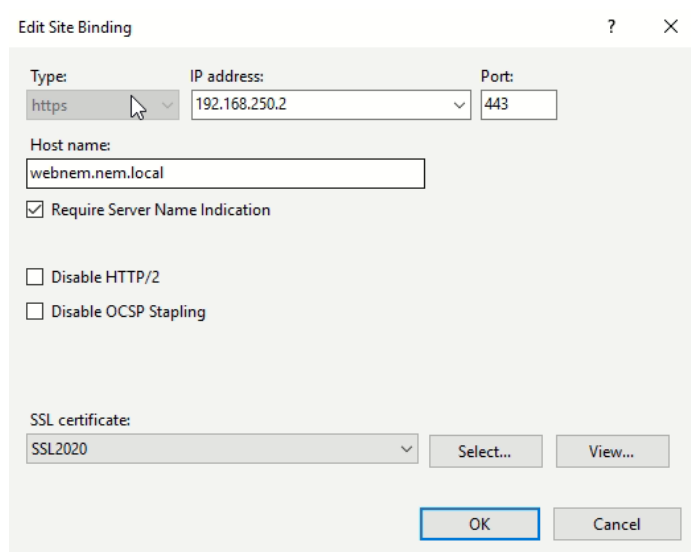 Edit Site Binding ?
Type: IP address: Port:
https 192.168.250.2 443
Host name:
webnem.nem.local
Require Server Name Indication
Disable HTTP/2
Disable OCSP Stapling
SSL certificate:
SSL2020 Select... View...
OK Cancel